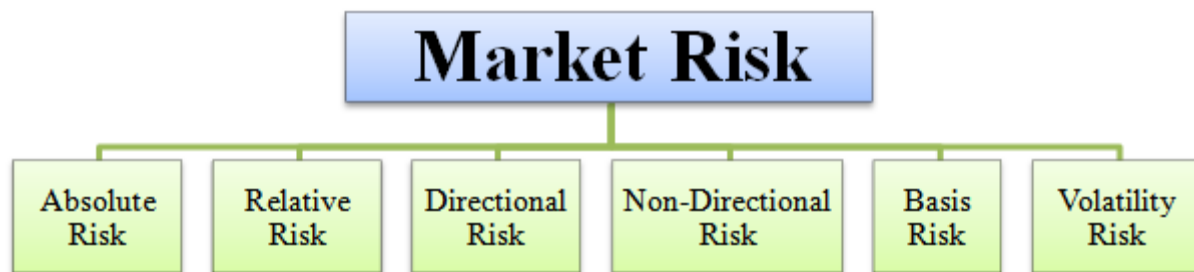 Market Risk
Absolute
Risk
Relative
Risk
Directional
Risk
Non-Directional
Risk
Basis
Risk
Volatility
Risk